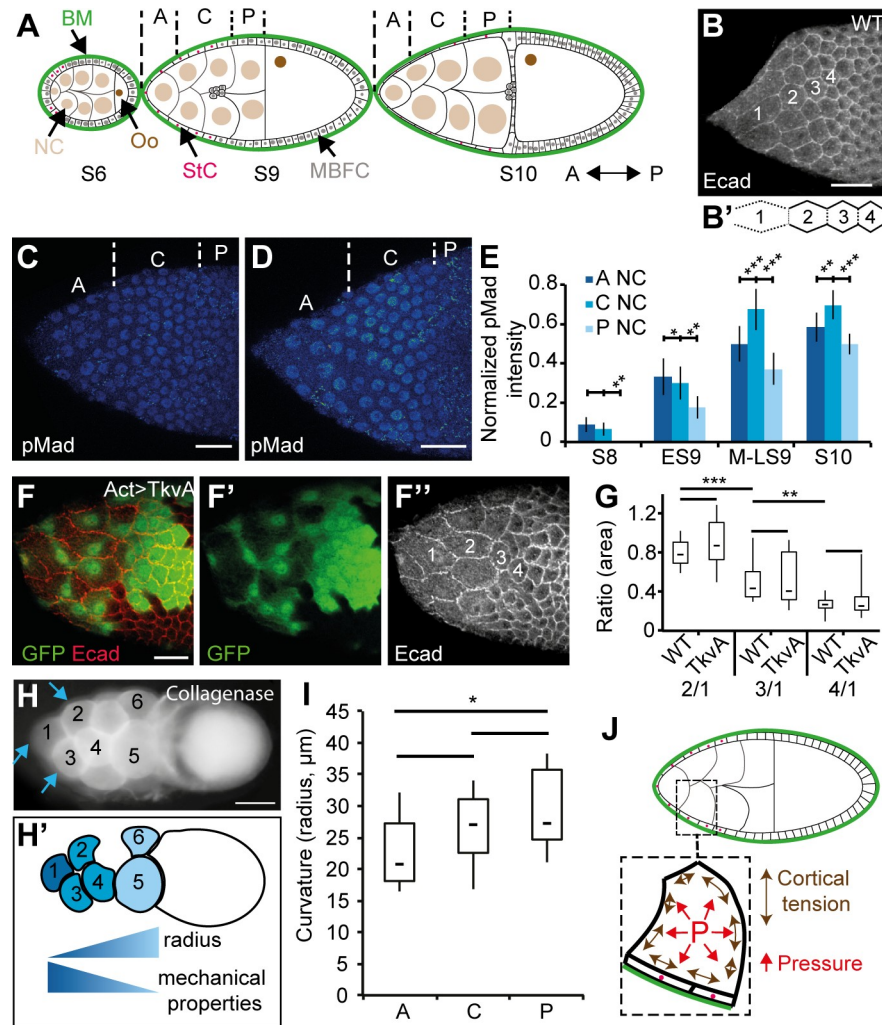 A
BM
A C P
A C P
NC
Oo
StC
MBFC
S6
S9
S10
A P
B
WT
1 2 3 4
Ecad
B'
1 2 3 4
C
A C P
pMad
D
A C P
pMad
E
Normalized pMad intensity
0.8
0.6
0.4
0.2
0
A NC
C NC
P NC
**
* **
*** ***
** ***
S8 ES9 M-LS9 S10
F
Act>TkvA
GFP Ecad
F'
GFP
F''
1 2 3 4
Ecad
G
Ratio (area)
1.2
0.8
0.4
0
***
**
WT TkvA WT TkvA WT TkvA
2/1 3/1 4/1
H
Collagenase
1 2 3 4 5 6
H'
1 2 3 4 5 6
radius
mechanical
properties
I
Curvature (radius, µm)
45
40
35
30
25
20
15
10
5
0
*
A C P
J
P
Cortical
tension
Pressure